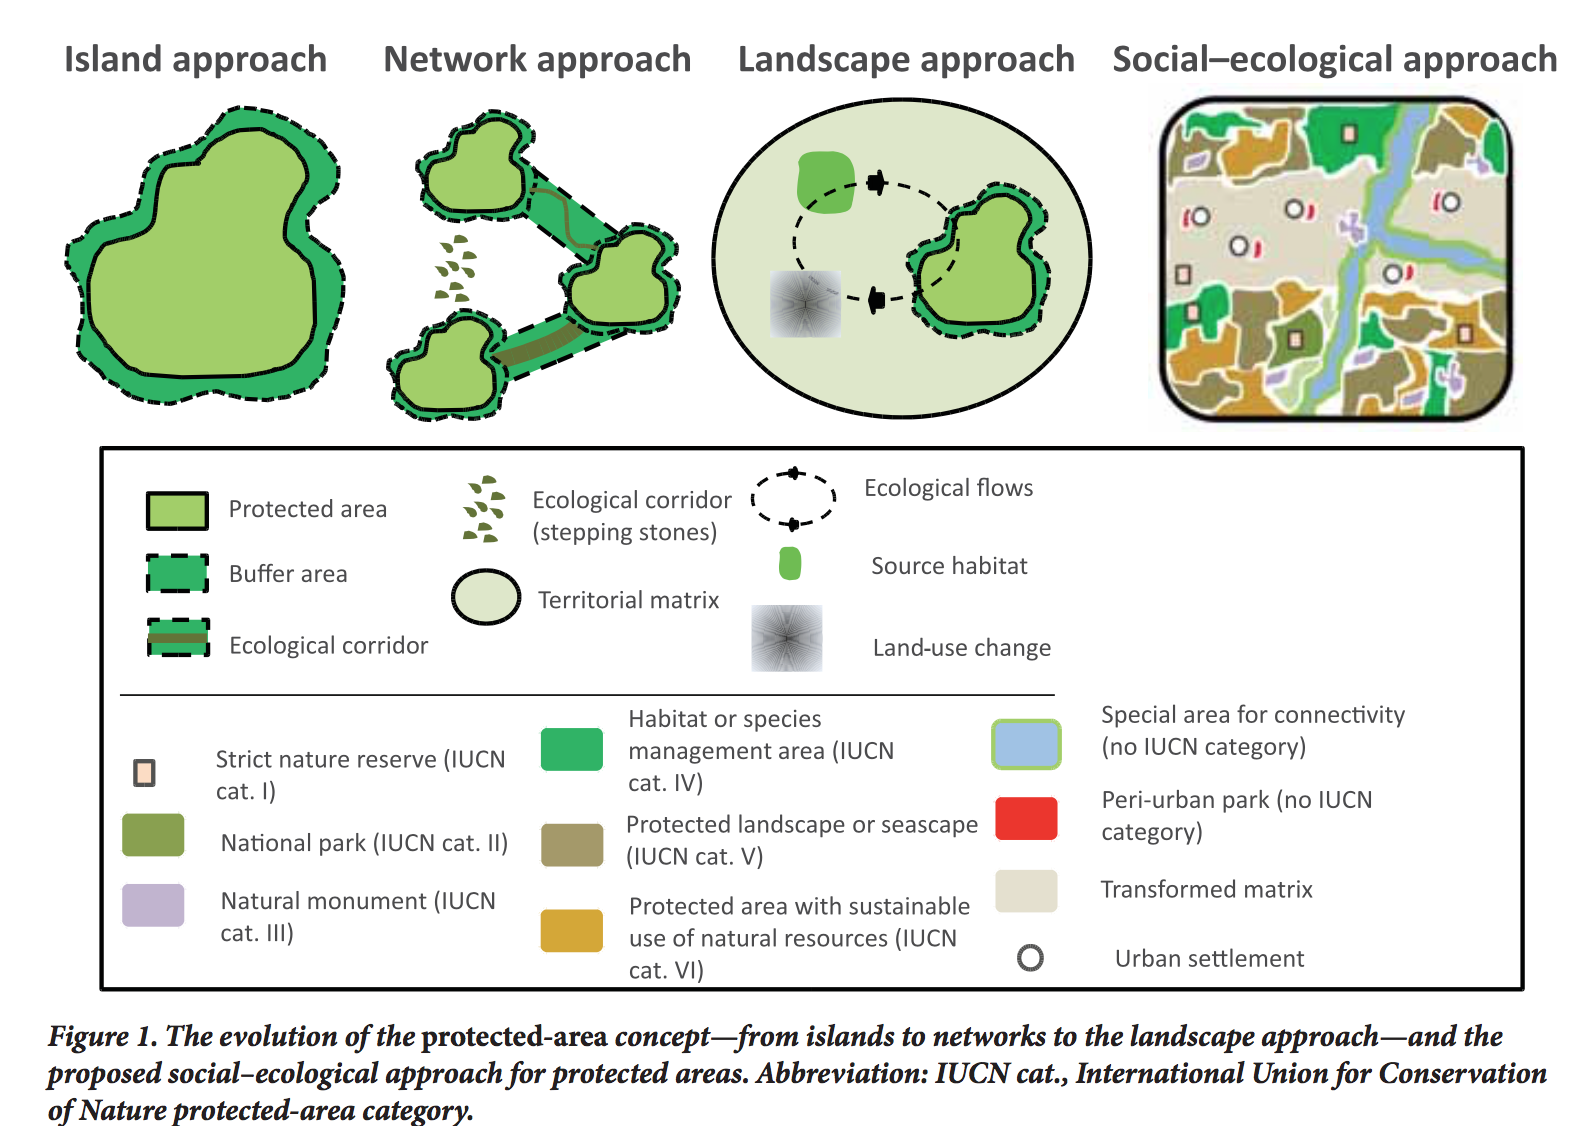 Island approach
Network approach
Landscape approach
Social–ecological approach
Protected area
Buffer area
Ecological corridor
Ecological corridor
(stepping stones)
Territorial matrix
Ecological flows
Source habitat
Land-use change
Strict nature reserve (IUCN
cat. I)
National park (IUCN cat. II)
Natural monument (IUCN
cat. III)
Habitat or species
management area (IUCN
cat. IV)
Protected landscape or seascape
(IUCN cat. V)
Protected area with sustainable
use of natural resources (IUCN
cat. VI)
Special area for connectivity
(no IUCN category)
Peri-urban park (no IUCN
category)
Transformed matrix
Urban settlement
Figure 1. The evolution of the protected-area concept—from islands to networks to the landscape approach—and the
proposed social–ecological approach for protected areas. Abbreviation: IUCN cat., International Union for Conservation
of Nature protected-area category.